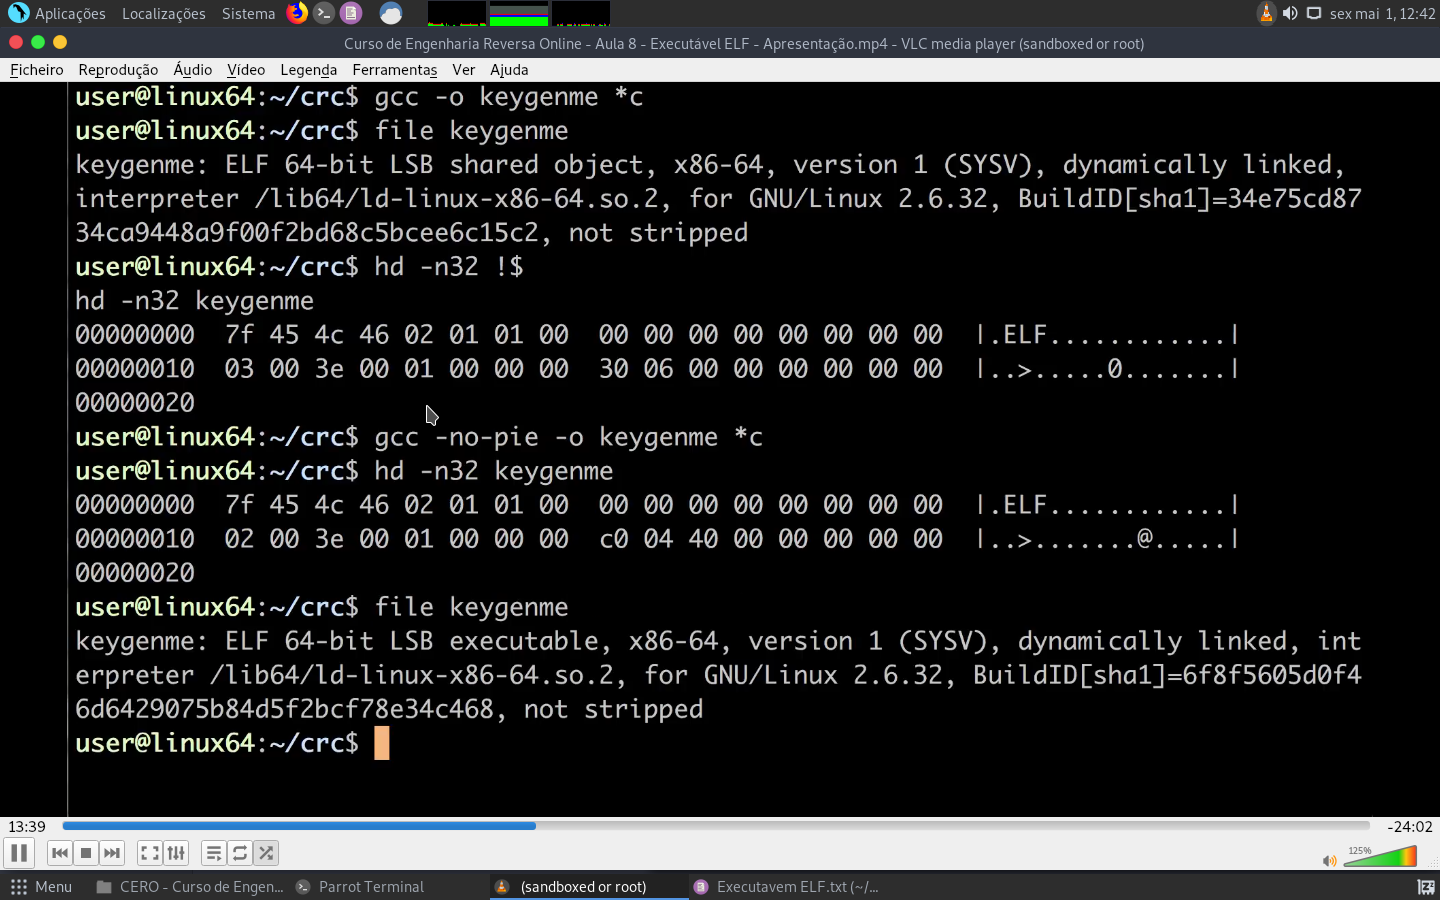 Aplicações Localizações Sistema sex mai 1, 12:42
Curso de Engenharia Reversa Online - Aula 8 - Executável ELF - Apresentação.mp4 - VLC media player (sandboxed or root)
Ficheiro Reprodução Áudio Vídeo Legenda Ferramentas Ver Ajuda
user@linux64:~/crc$ gcc -o keygenme *c
user@linux64:~/crc$ file keygenme
keygenme: ELF 64-bit LSB shared object, x86-64, version 1 (SYSV), dynamically linked,
interpreter /lib64/ld-linux-x86-64.so.2, for GNU/Linux 2.6.32, BuildID[sha1]=34e75cd87
34ca9448a9f00f2bd68c5bcee6c15c2, not stripped
user@linux64:~/crc$ hd -n32 !$
hd -n32 keygenme
00000000  7f 45 4c 46 02 01 01 00  00 00 00 00 00 00 00 00  |.ELF............|
00000010  03 00 3e 00 01 00 00 00  30 06 00 00 00 00 00 00  |..>.....0.......|
00000020
user@linux64:~/crc$ gcc -no-pie -o keygenme *c
user@linux64:~/crc$ hd -n32 keygenme
00000000  7f 45 4c 46 02 01 01 00  00 00 00 00 00 00 00 00  |.ELF............|
00000010  02 00 3e 00 01 00 00 00  c0 04 40 00 00 00 00 00  |..>.......@.....|
00000020
user@linux64:~/crc$ file keygenme
keygenme: ELF 64-bit LSB executable, x86-64, version 1 (SYSV), dynamically linked, int
erpreter /lib64/ld-linux-x86-64.so.2, for GNU/Linux 2.6.32, BuildID[sha1]=6f8f5605d0f4
6d6429075b84d5f2bcf78e34c468, not stripped
user@linux64:~/crc$
13:39 -24:02
125%
Menu CERO - Curso de Engen... Parrot Terminal (sandboxed or root) Executavem ELF.txt (~/...